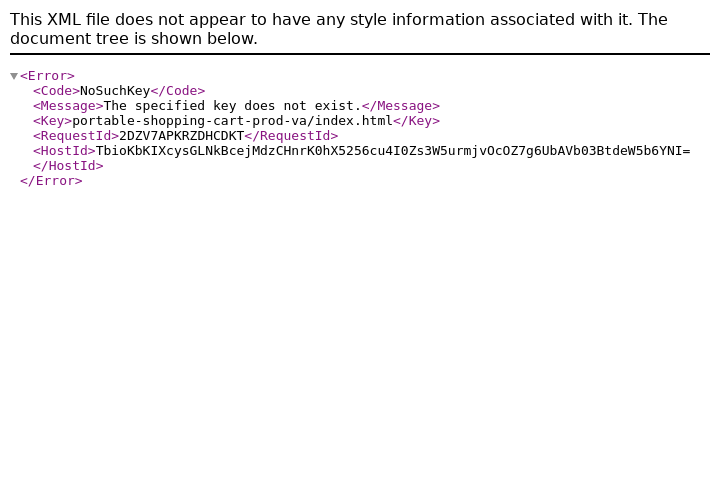 This XML file does not appear to have any style information associated with it. The
document tree is shown below.
<Error>
<Code>NoSuchKey</Code>
<Message>The specified key does not exist.</Message>
<Key>portable-shopping-cart-prod-va/index.html</Key>
<RequestId>2DZV7APKRZDHCDKT</RequestId>
<HostId>TbioKbKIXcysGLNkBcejMdzCHnrK0hX5256cu4I0Zs3W5urmjvOcOZ7g6UbAVb03BtdeW5b6YNI=
</HostId>
</Error>